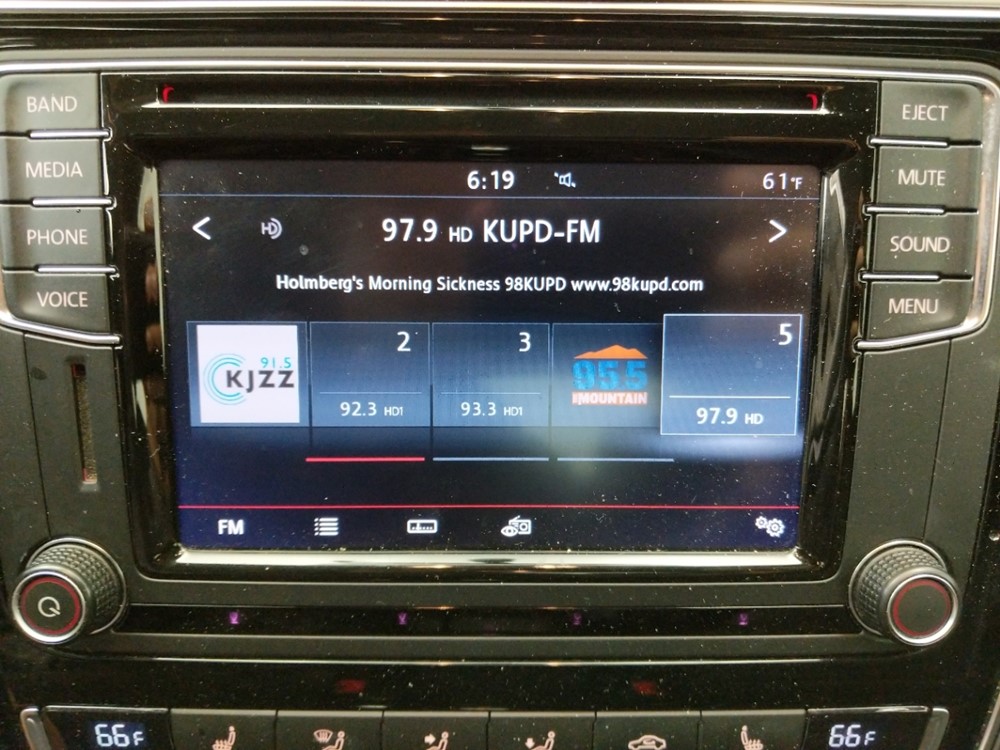 BAND
MEDIA
PHONE
VOICE
EJECT
MUTE
SOUND
MENU
6:19 61°F
< HD 97.9 HD KUPD-FM >
Holmberg's Morning Sickness 98KUPD www.98kupd.com
91.5
KJZZ
2
92.3 HD1
3
93.3 HD1
95.5
MOUNTAIN
5
97.9 HD
FM
66F 66F